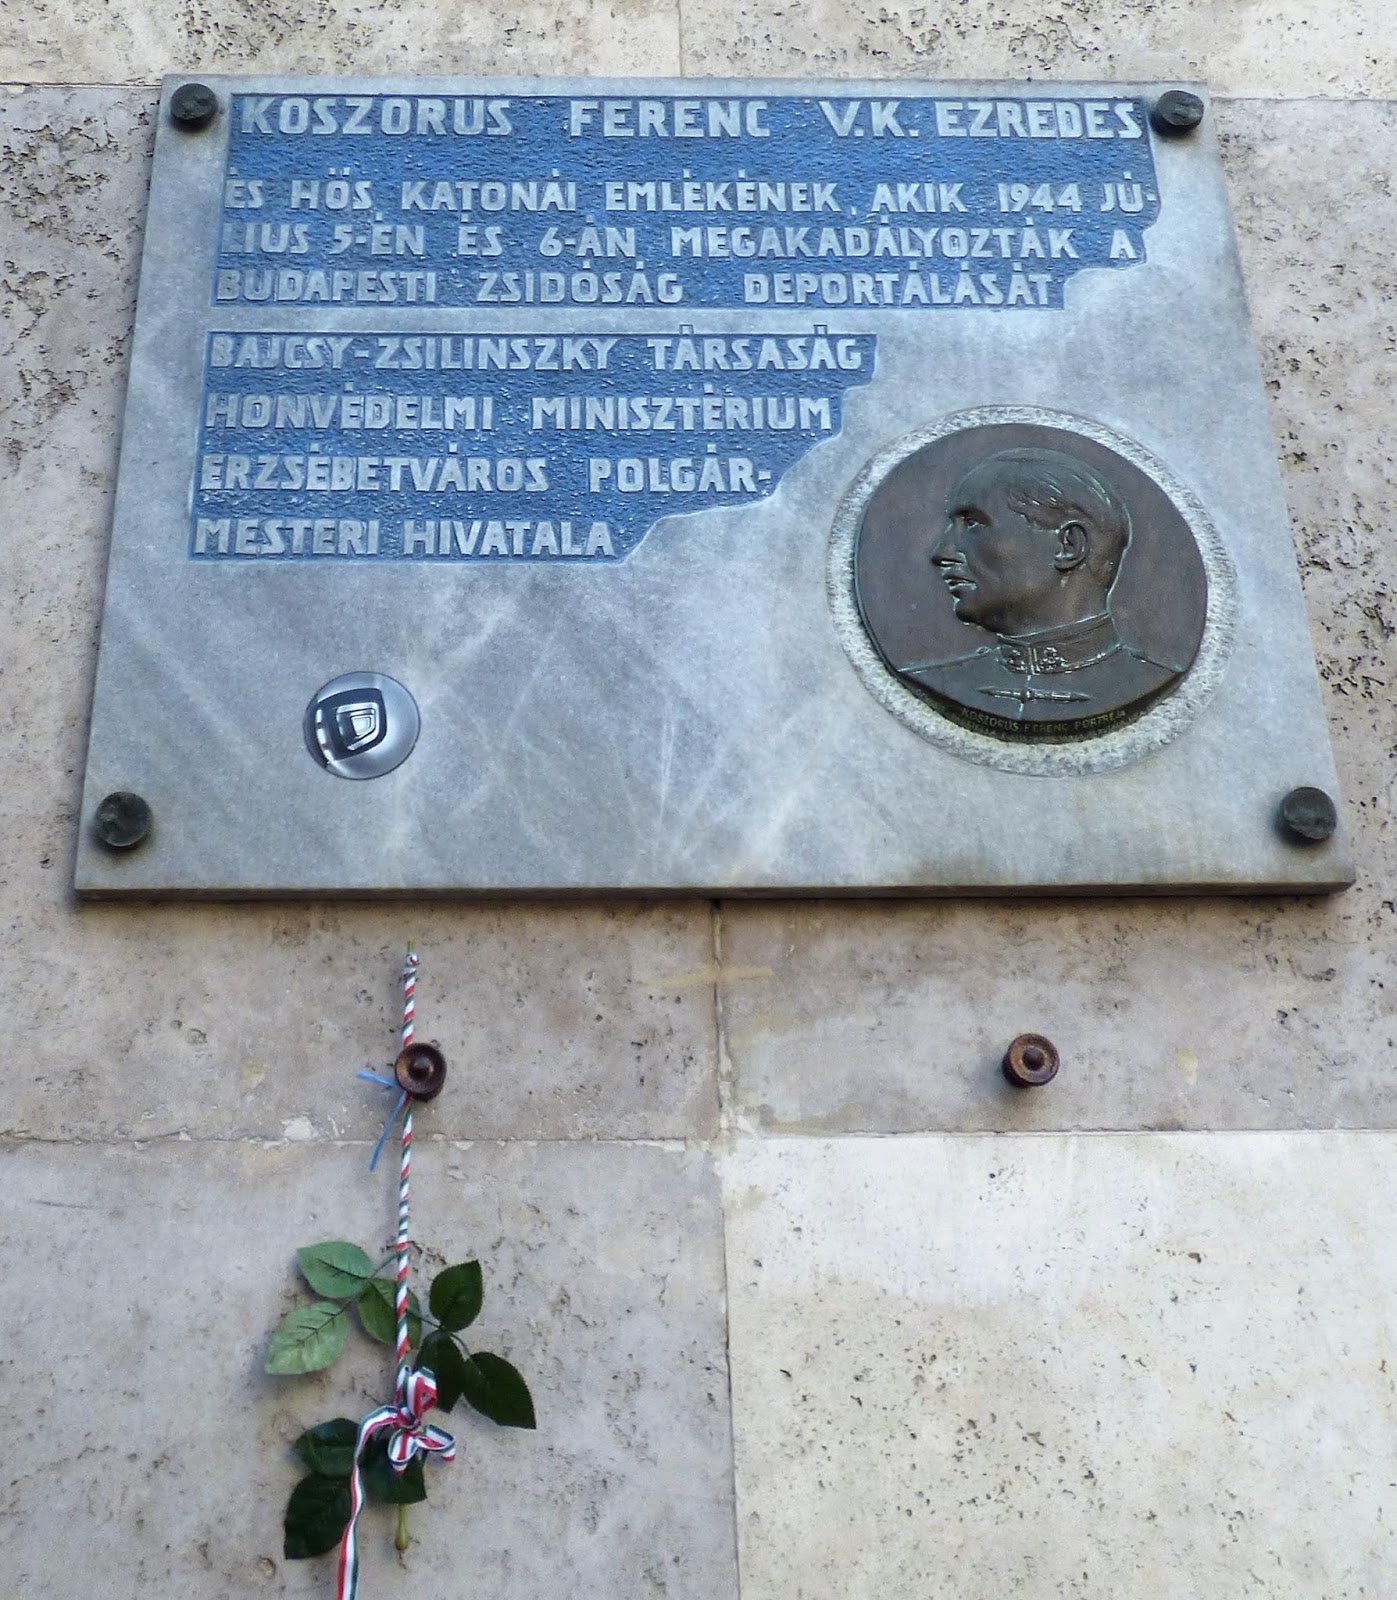 KOSZORUS FERENC V.K. EZREDES
ÉS HŐS KATONÁI EMLÉKÉNEK, AKIK 1944 JÚ-
LIUS 5-ÉN ÉS 6-ÁN MEGAKADÁLYOZTÁK A
BUDAPESTI ZSIDÓSÁG DEPORTÁLÁSÁT
BAJCSY-ZSILINSZKY TÁRSASÁG
HONVÉDELMI MINISZTÉRIUM
ERZSÉBETVÁROS POLGÁR-
MESTERI HIVATALA
KOSZORÚS FERENC PORTRÉJA